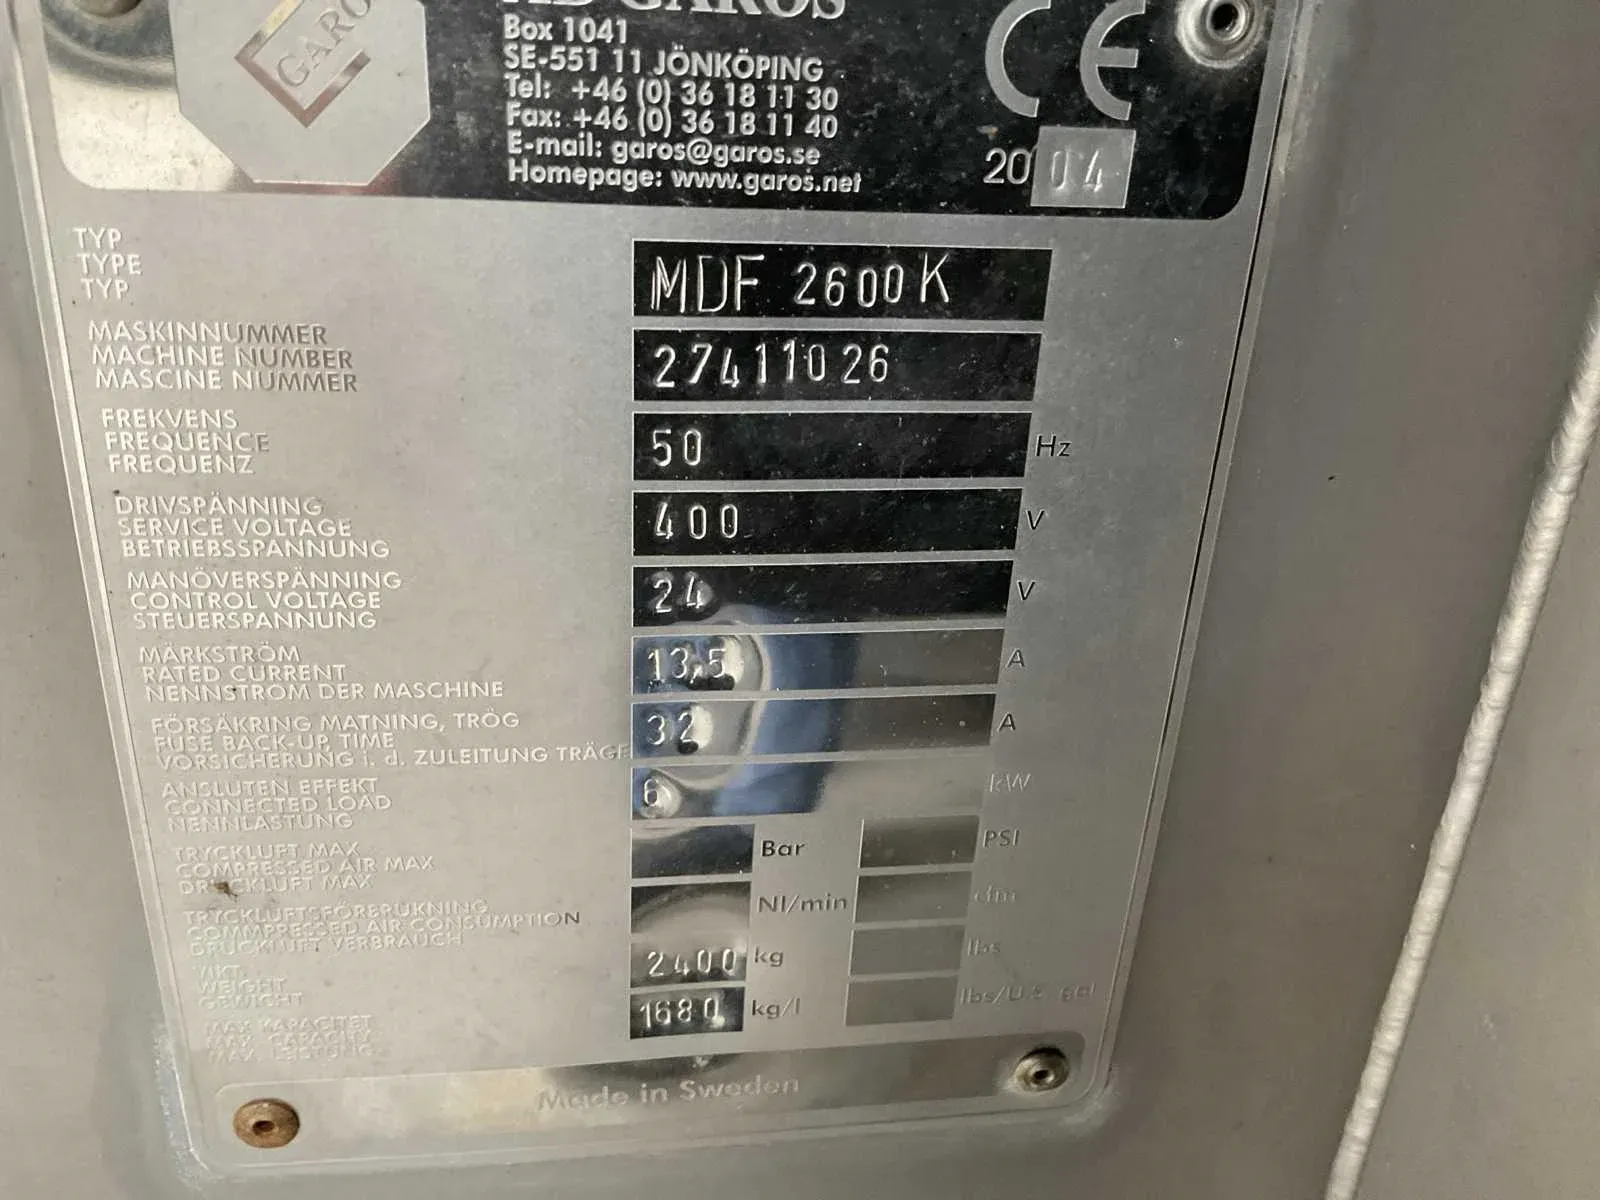 GARO
AB GAROS
Box 1041
SE-551 11 JÖNKÖPING
Tel: +46 (0) 36 18 11 30
Fax: +46 (0) 36 18 11 40
E-mail: garos@garos.se
Homepage: www.garos.net
CE
2004
TYP
TYPE
TYP
MDF 2600K
MASKINNUMMER
MACHINE NUMBER
MASCINE NUMMER
27411026
FREKVENS
FREQUENCE
FREQUENZ
50 Hz
DRIVSPÄNNING
SERVICE VOLTAGE
BETRIEBSSPANNUNG
400 V
MANÖVERSPÄNNING
CONTROL VOLTAGE
STEUERSPANNUNG
24 V
MÄRKSTRÖM
RATED CURRENT
NENNSTROM DER MASCHINE
13,5 A
FÖRSÄKRING MATNING, TRÖG
FUSE BACK-UP, TIME
VORSICHERUNG i. d. ZULEITUNG TRÄGE
32 A
ANSLUTEN EFFEKT
CONNECTED LOAD
NENNLASTUNG
6 kW
TRYCKLUFT MAX
COMPRESSED AIR MAX
DRUCKLUFT MAX
Bar PSI
TRYCKLUFTSFÖRBRUKNING
COMMPRESSED AIR CONSUMPTION
DRUCKLUFT VERBRAUCH
Nl/min cfm
VIKT
WEIGHT
GEWICHT
2400 kg lbs
MAX KAPACITET
MAX. CAPACITY
MAX. LEISTUNG
1680 kg/l lbs/U.S gal
Made in Sweden